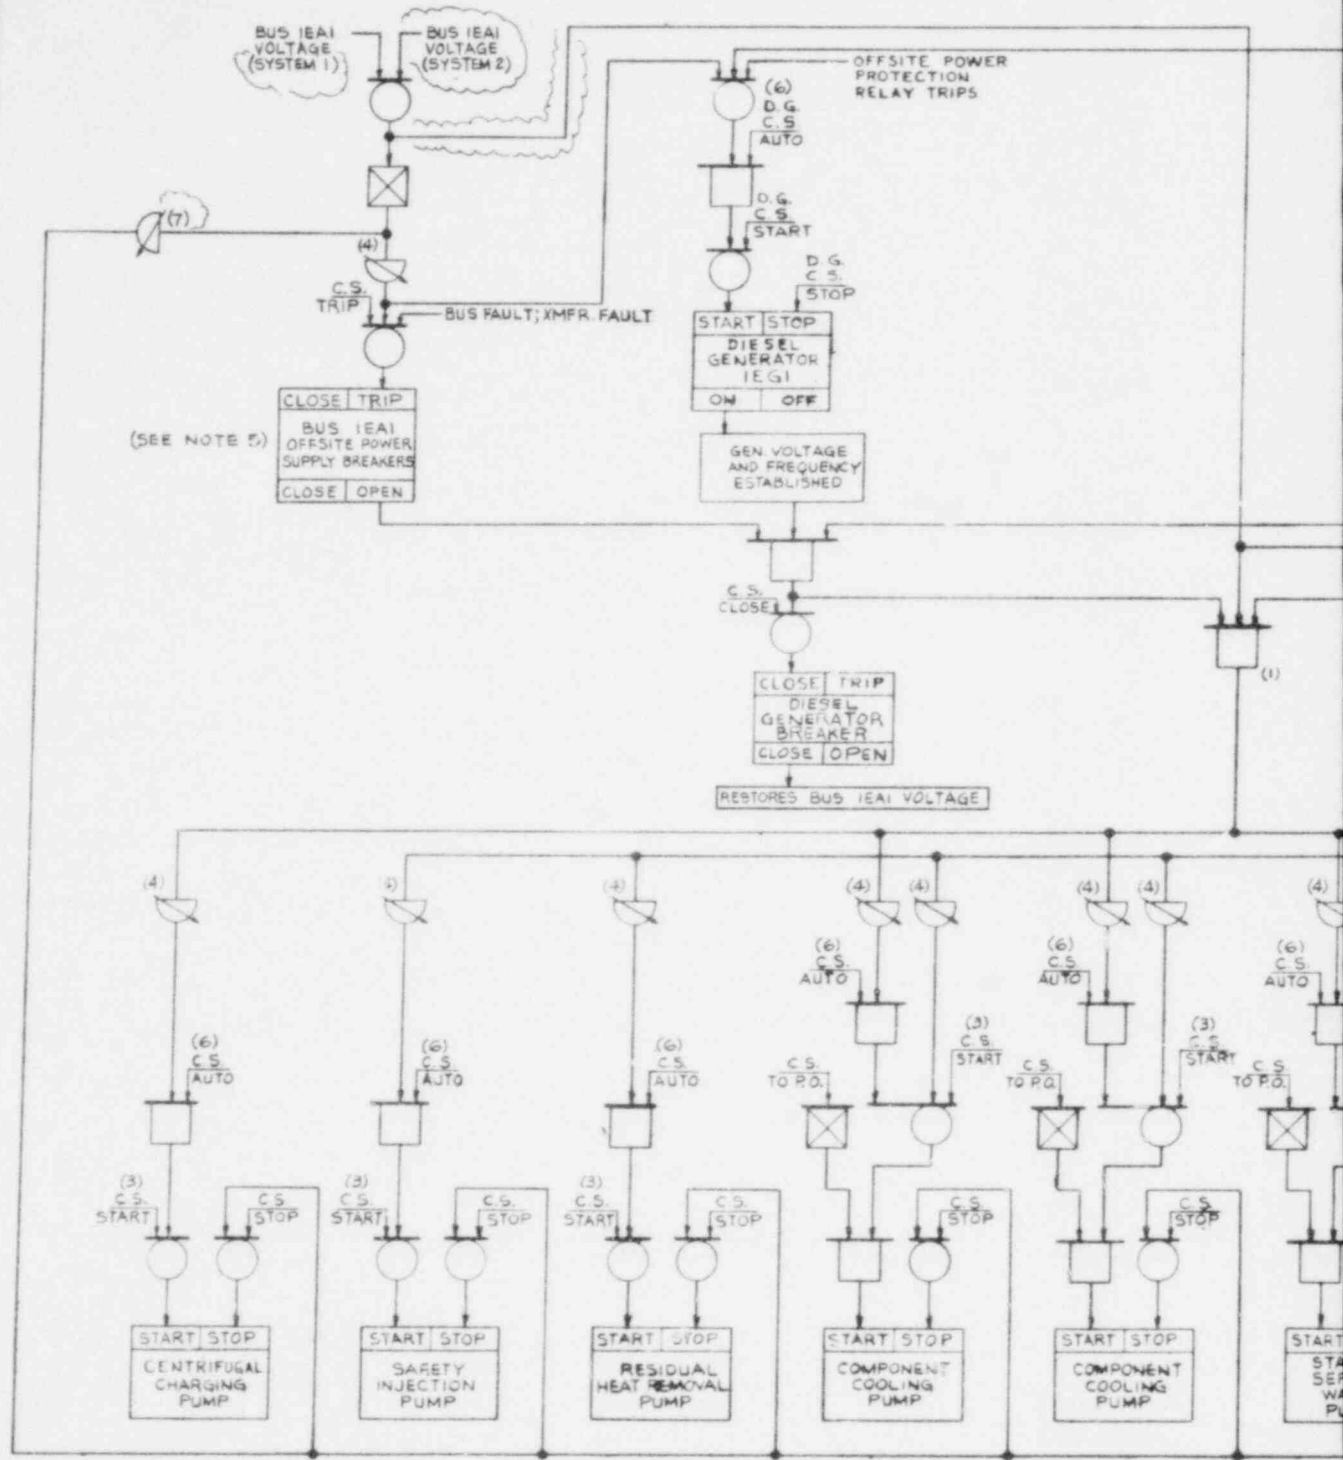 BUS 1EA1
VOLTAGE
(SYSTEM 1)
BUS 1EA1
VOLTAGE
(SYSTEM 2)
OFFSITE POWER
PROTECTION
RELAY TRIPS
(6)
D.G.
C.S
AUTO
(7)
(4)
D.G.
C.S.
START
D.G.
C.S.
STOP
C.S.
TRIP
BUS FAULT; XMFR. FAULT
START STOP
DIESEL
GENERATOR
1EG1
ON OFF
CLOSE TRIP
(SEE NOTE 5)
BUS 1EA1
OFFSITE POWER
SUPPLY BREAKERS
CLOSE OPEN
GEN. VOLTAGE
AND FREQUENCY
ESTABLISHED
C.S.
CLOSE
(1)
CLOSE TRIP
DIESEL
GENERATOR
BREAKER
CLOSE OPEN
RESTORES BUS 1EA1 VOLTAGE
(4)
(4)
(4)
(4)
(4)
(4)
(4)
(4)
(6)
C.S.
AUTO
(6)
C.S.
AUTO
(6)
C.S.
AUTO
(6)
C.S.
AUTO
(6)
C.S.
AUTO
(6)
C.S.
AUTO
(3)
C.S.
START
(3)
C.S.
START
C.S.
TO P.O.
C.S.
TO P.O.
C.S.
TO P.O.
(3)
C.S.
START
C.S
STOP
(3)
C.S.
START
C.S.
STOP
(3)
C.S.
START
C.S.
STOP
C.S.
STOP
C.S.
STOP
START STOP
CENTRIFUGAL
CHARGING
PUMP
START STOP
SAFETY
INJECTION
PUMP
START STOP
RESIDUAL
HEAT REMOVAL
PUMP
START STOP
COMPONENT
COOLING
PUMP
START STOP
COMPONENT
COOLING
PUMP
START